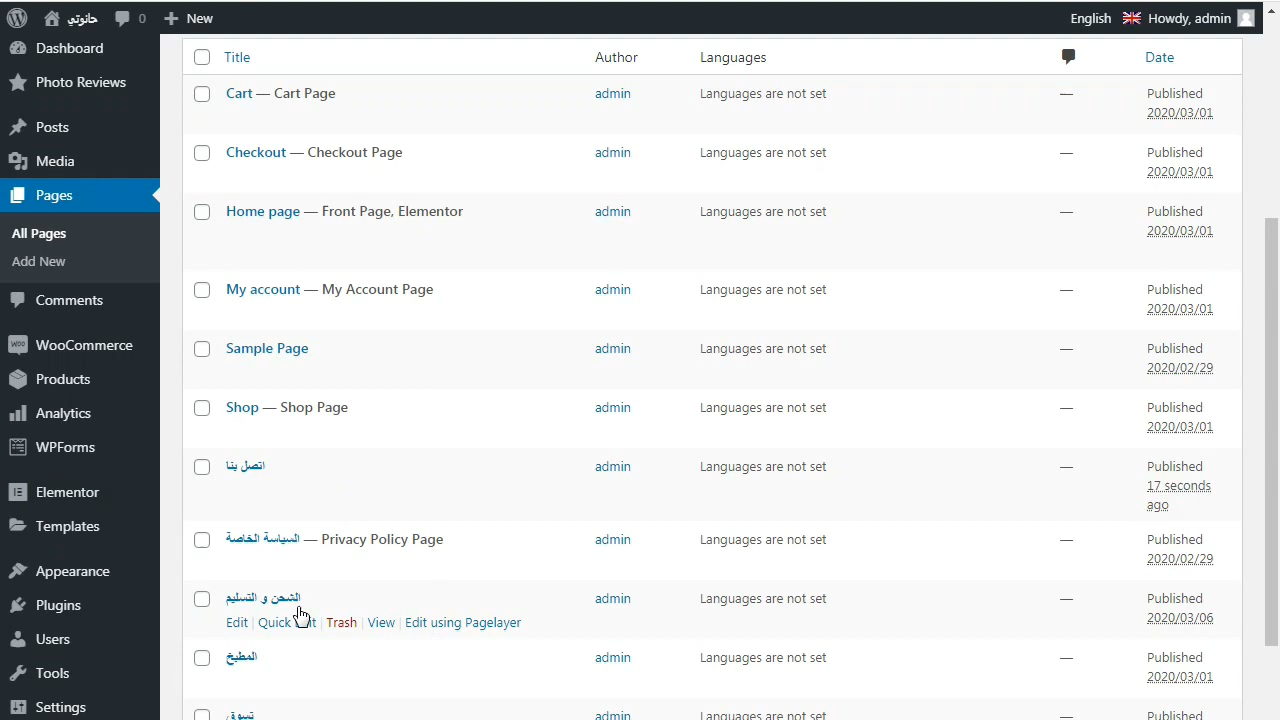 حانوتي 0 New English Howdy, admin
Dashboard
Photo Reviews
Posts
Media
Pages
All Pages
Add New
Comments
WooCommerce
Products
Analytics
WPForms
Elementor
Templates
Appearance
Plugins
Users
Tools
Settings
Title Author Languages Date
Cart — Cart Page admin Languages are not set — Published
2020/03/01
Checkout — Checkout Page admin Languages are not set — Published
2020/03/01
Home page — Front Page, Elementor admin Languages are not set — Published
2020/03/01
My account — My Account Page admin Languages are not set — Published
2020/03/01
Sample Page admin Languages are not set — Published
2020/02/29
Shop — Shop Page admin Languages are not set — Published
2020/03/01
اتصل بنا admin Languages are not set — Published
17 seconds
ago
السياسة الخاصة — Privacy Policy Page admin Languages are not set — Published
2020/02/29
الشحن و التسليم admin Languages are not set — Published
Edit | Quick Edit | Trash | View | Edit using Pagelayer 2020/03/06
المطبخ admin Languages are not set — Published
2020/03/01
تسوق admin Languages are not set — Published